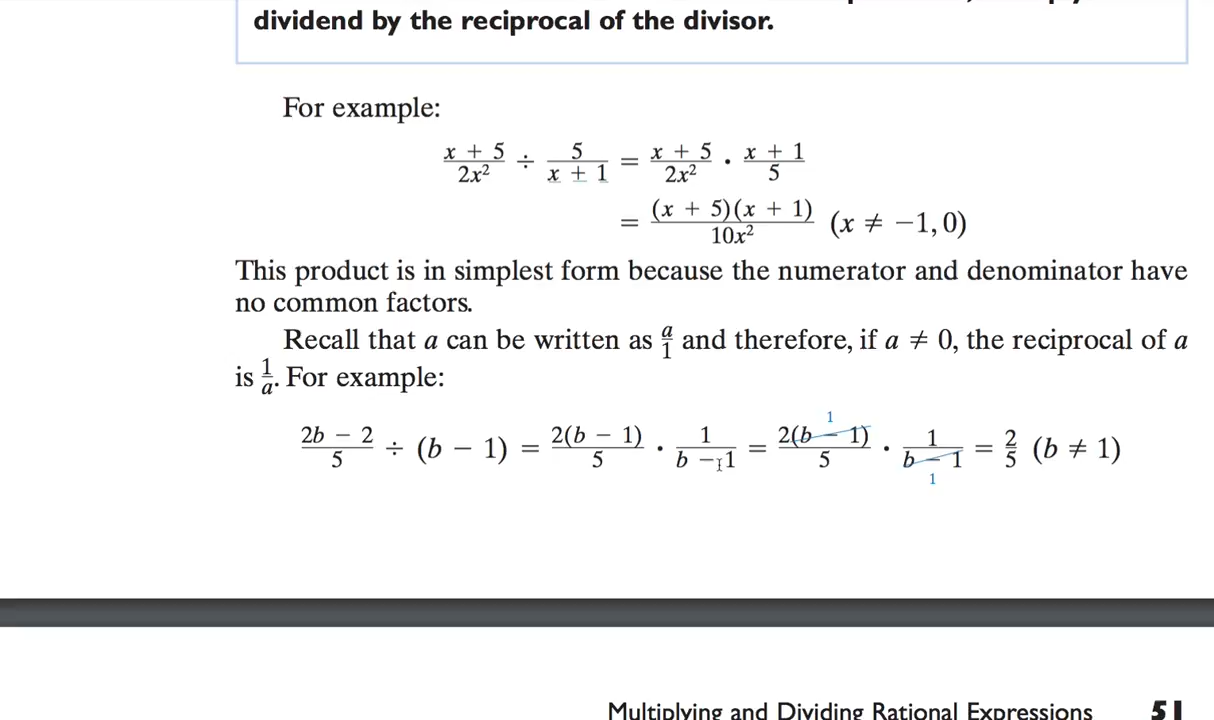 dividend by the reciprocal of the divisor.
For example:
x + 5/2x² ÷ 5/x + 1 = x + 5/2x² · x + 1/5
= (x + 5)(x + 1)/10x² (x ≠ −1, 0)
This product is in simplest form because the numerator and denominator have
no common factors.
Recall that a can be written as a/1 and therefore, if a ≠ 0, the reciprocal of a
is 1/a. For example:
2b − 2/5 ÷ (b − 1) = 2(b − 1)/5 · 1/b − 1 = 2(b − 1)/5 · 1/b − 1 = 2/5 (b ≠ 1)
1
1
Multiplying and Dividing Rational Expressions 51